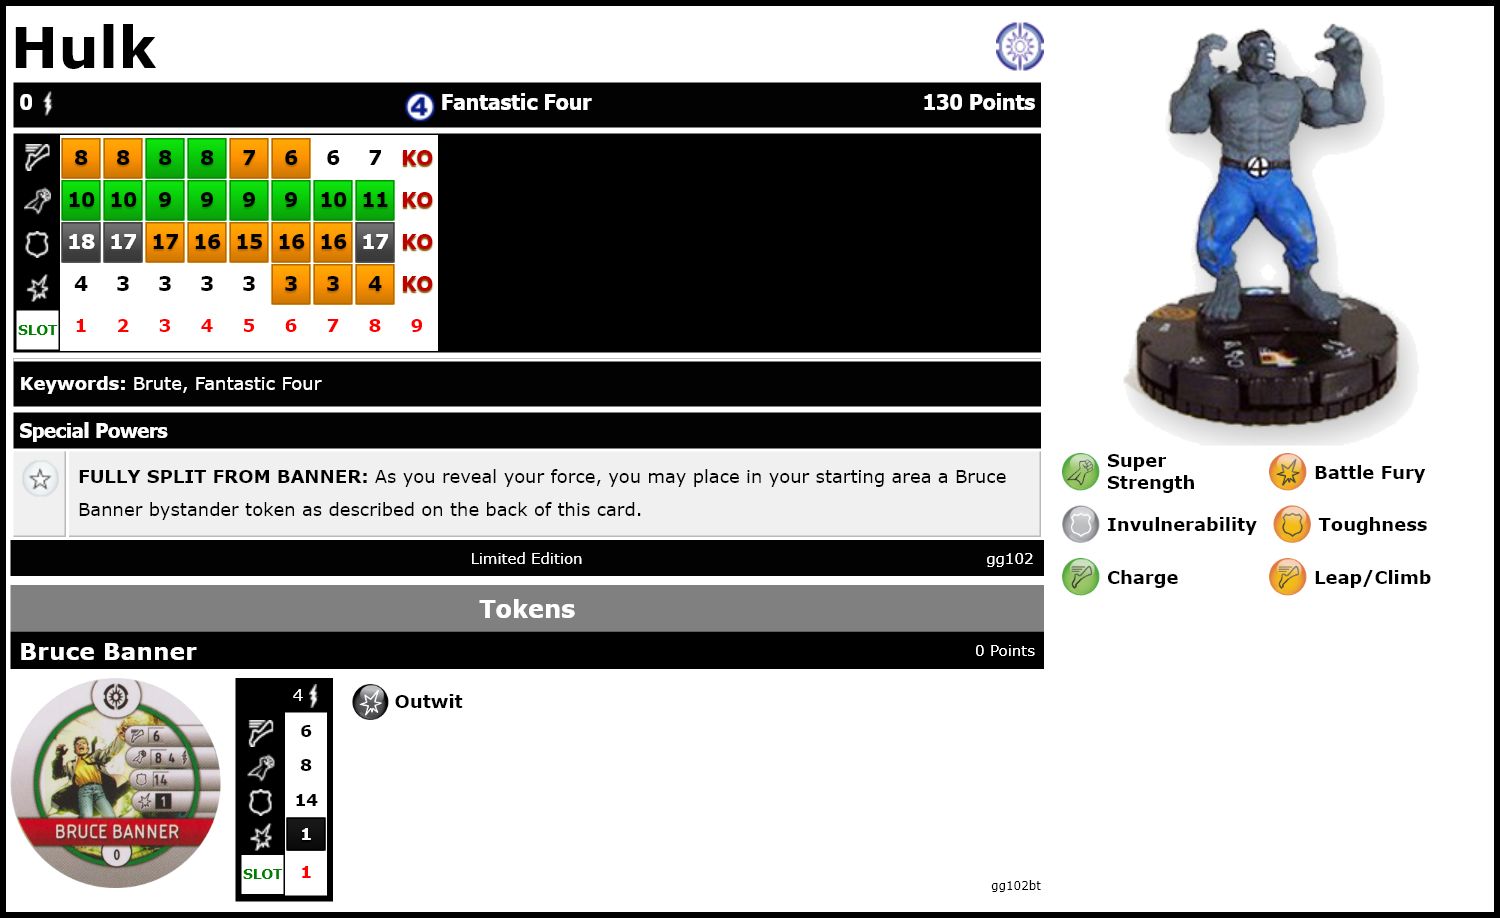 Hulk
0 4 Fantastic Four 130 Points
8 8 8 8 7 6 6 7 KO
10 10 9 9 9 9 10 11 KO
18 17 17 16 15 16 16 17 KO
4 3 3 3 3 3 3 4 KO
SLOT 1 2 3 4 5 6 7 8 9
Keywords: Brute, Fantastic Four
Special Powers
FULLY SPLIT FROM BANNER: As you reveal your force, you may place in your starting area a Bruce
Banner bystander token as described on the back of this card.
Limited Edition gg102
4
Super
Strength
Battle Fury
Invulnerability
Toughness
Charge
Leap/Climb
Tokens
Bruce Banner 0 Points
6
8 4
14
1
BRUCE BANNER
0
4
6
8
14
1
SLOT 1
Outwit
gg102bt